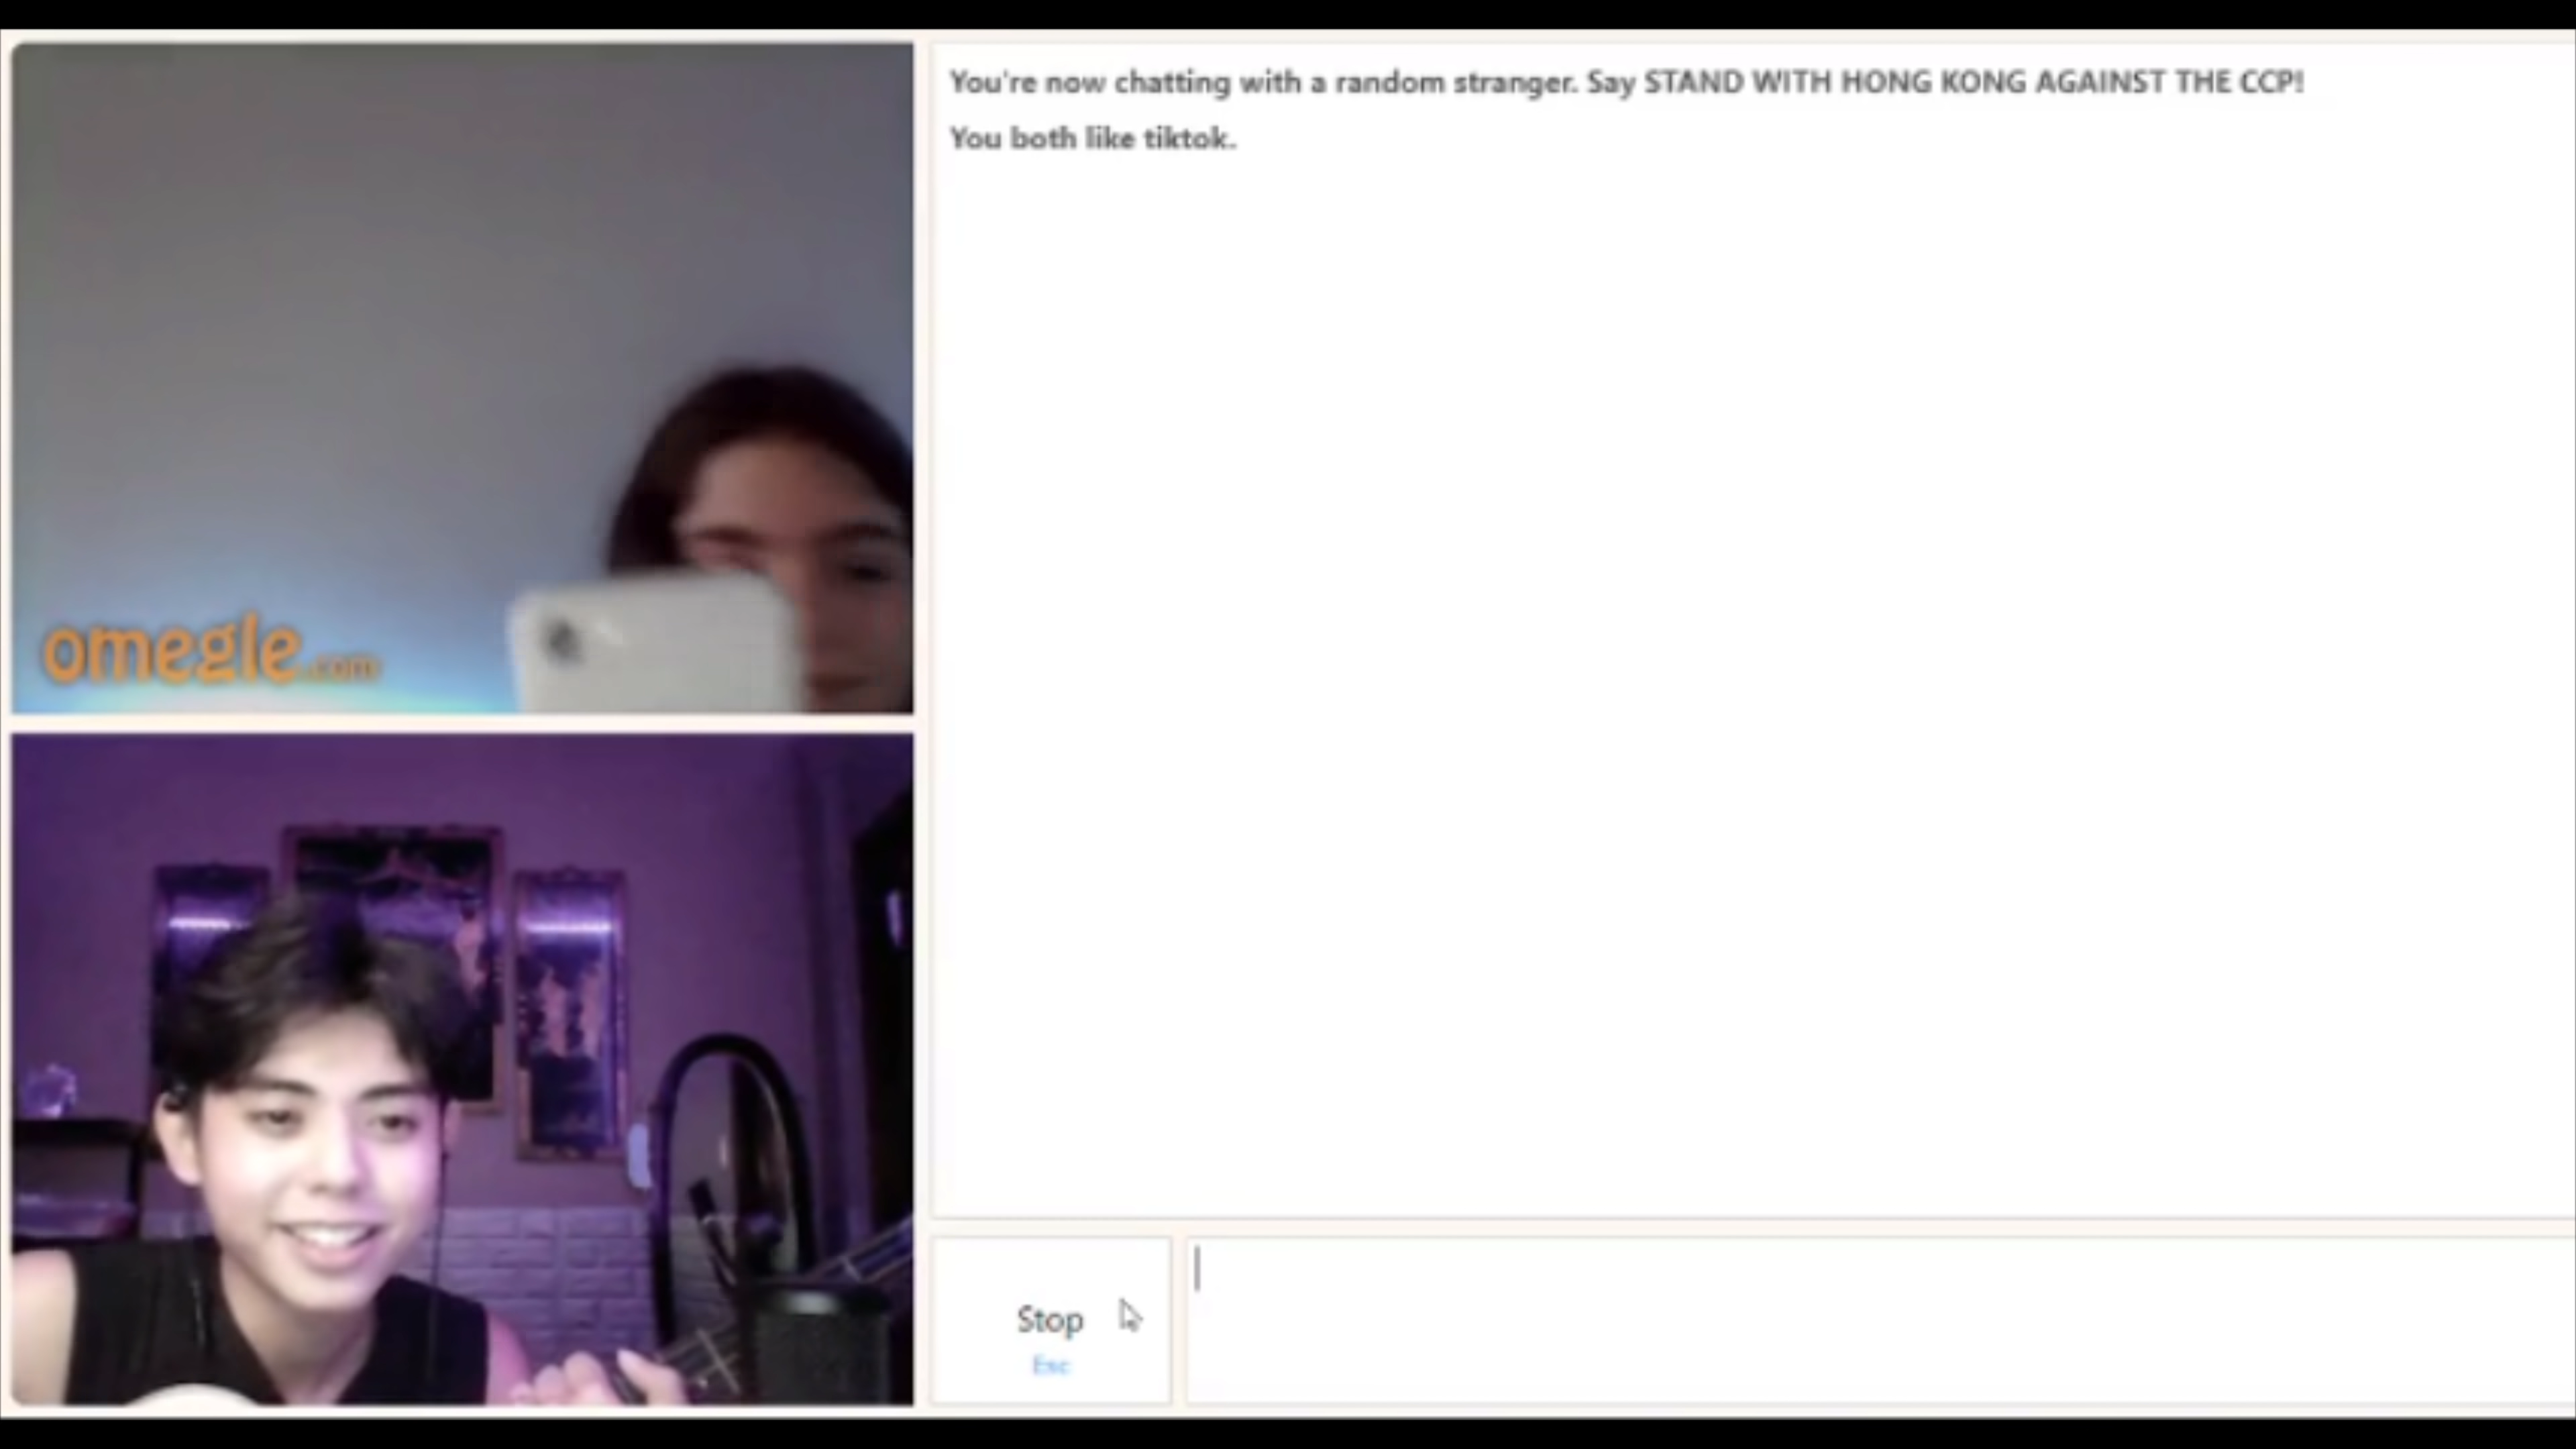 You're now chatting with a random stranger. Say STAND WITH HONG KONG AGAINST THE CCP!
You both like tiktok.
omegle.com
Stop
Esc